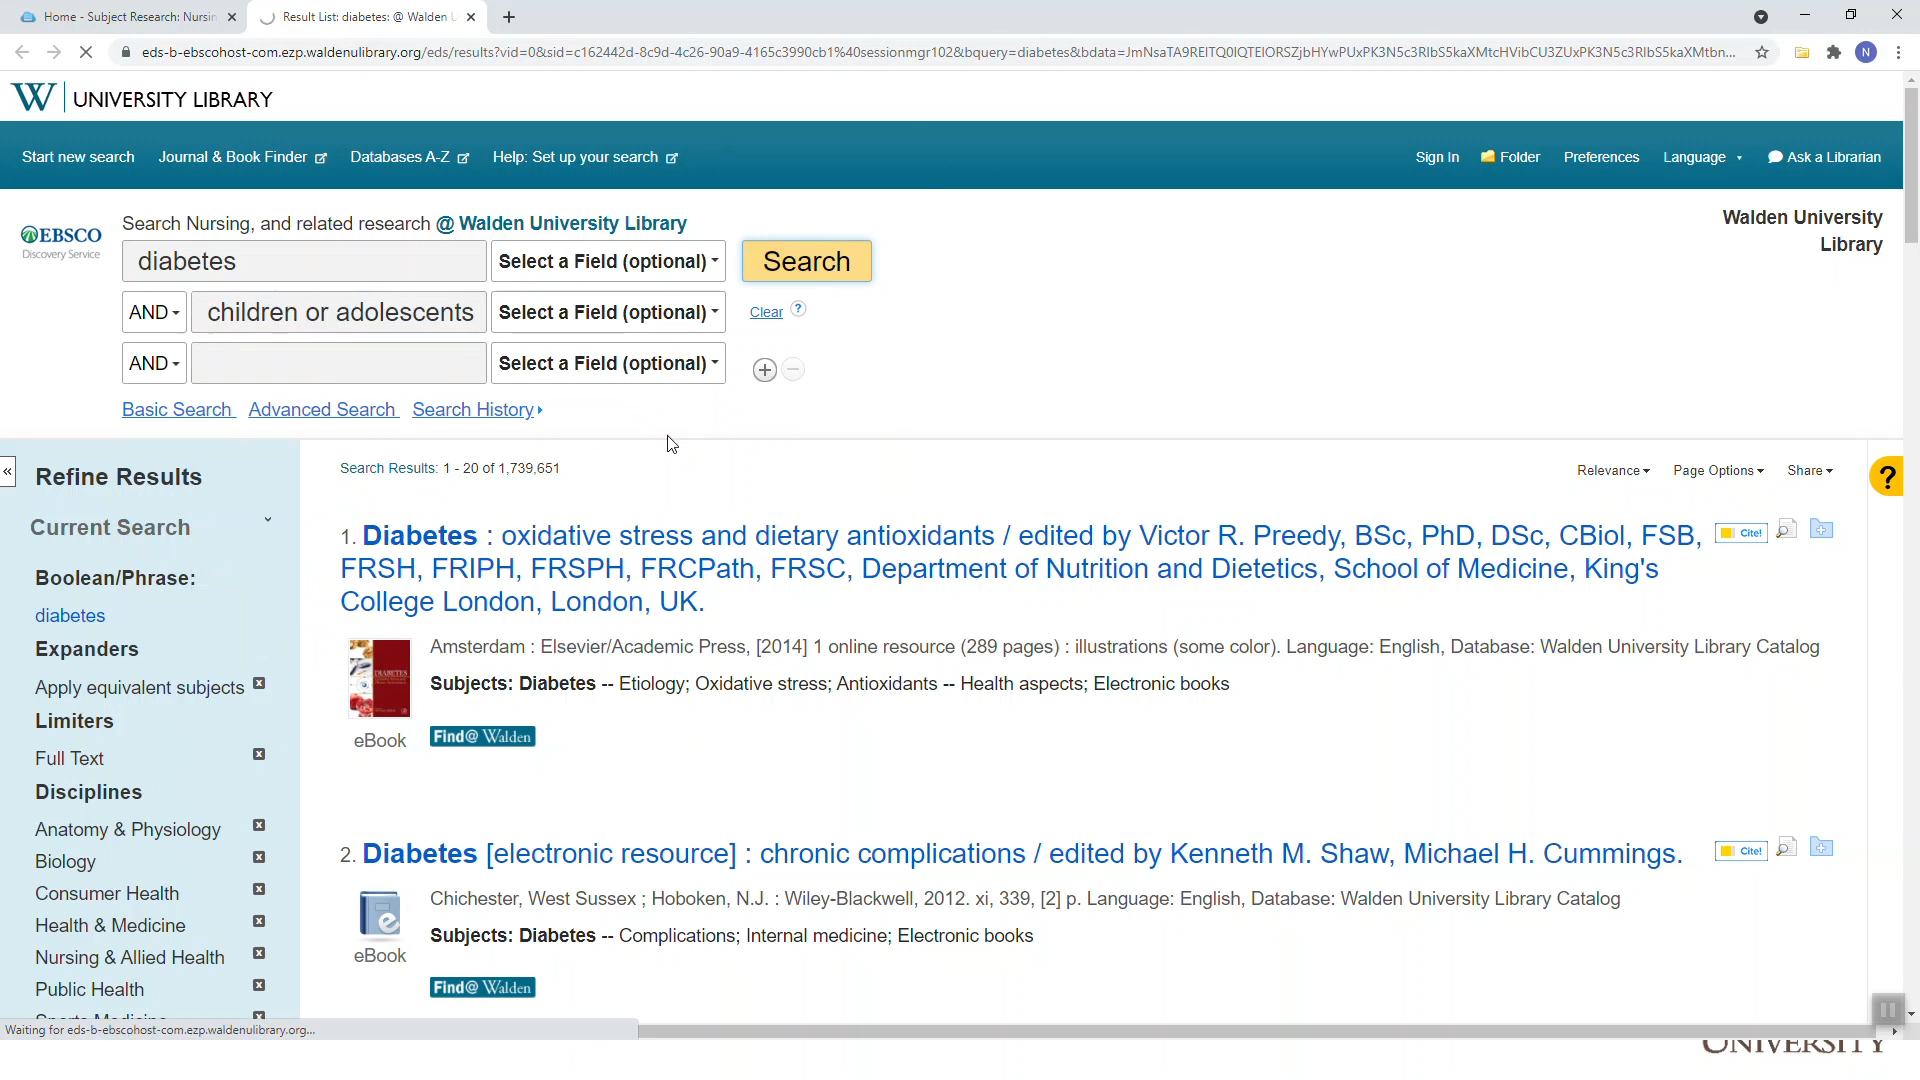 Home - Subject Research: Nursin
Result List: diabetes: @ Walden U
eds-b-ebscohost-com.ezp.waldenulibrary.org/eds/results?vid=0&sid=c162442d-8c9d-4c26-90a9-4165c3990cb1%40sessionmgr102&bquery=diabetes&bdata=
N
W UNIVERSITY LIBRARY
Start new search Journal & Book Finder Databases A-Z Help: Set up your search Sign In Folder Preferences Language Ask a Librarian
Walden University
Library
EBSCO
Discovery Service
Search Nursing, and related research @ Walden University Library
diabetes Select a Field (optional) Search
AND children or adolescents Select a Field (optional) Clear ?
AND Select a Field (optional)
Basic Search Advanced Search Search History
«
Refine Results
Current Search
Boolean/Phrase:
diabetes
Expanders
Apply equivalent subjects
Limiters
Full Text
Disciplines
Anatomy & Physiology
Biology
Consumer Health
Health & Medicine
Nursing & Allied Health
Public Health
Sports Medicine
Search Results: 1 - 20 of 1,739,651 Relevance Page Options Share
?
1. Diabetes : oxidative stress and dietary antioxidants / edited by Victor R. Preedy, BSc, PhD, DSc, CBiol, FSB, Cite!
FRSH, FRIPH, FRSPH, FRCPath, FRSC, Department of Nutrition and Dietetics, School of Medicine, King's
College London, London, UK.
Amsterdam : Elsevier/Academic Press, [2014] 1 online resource (289 pages) : illustrations (some color). Language: English, Database: Walden University Library Catalog
DIABETES
Subjects: Diabetes -- Etiology; Oxidative stress; Antioxidants -- Health aspects; Electronic books
eBook Find@ Walden
2. Diabetes [electronic resource] : chronic complications / edited by Kenneth M. Shaw, Michael H. Cummings. Cite!
Chichester, West Sussex ; Hoboken, N.J. : Wiley-Blackwell, 2012. xi, 339, [2] p. Language: English, Database: Walden University Library Catalog
e
Subjects: Diabetes -- Complications; Internal medicine; Electronic books
eBook
Find@ Walden
Waiting for eds-b-ebscohost-com.ezp.waldenulibrary.org...
UNIVERSITY